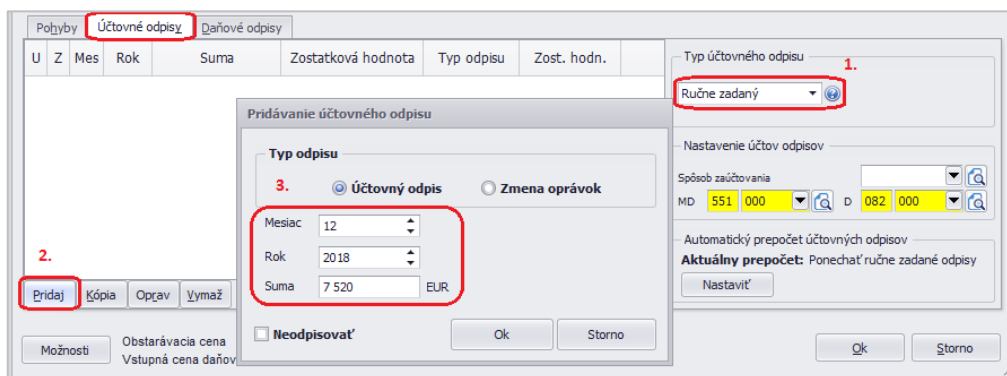 Pohyby Účtovné odpisy Daňové odpisy
U Z Mes Rok Suma Zostatková hodnota Typ odpisu Zost. hodn.
Typ účtovného odpisu
1.
Ručne zadaný
Pridávanie účtovného odpisu
Typ odpisu
3. Účtovný odpis Zmena oprávok
Mesiac 12
Rok 2018
Suma 7 520 EUR
Neodpisovať Ok Storno
Nastavenie účtov odpisov
Spôsob zaúčtovania
MD 551 000 D 082 000
Automatický prepočet účtovných odpisov
Aktuálny prepočet: Ponechať ručne zadané odpisy
Nastaviť
2.
Pridaj Kópia Oprav Vymaž
Možnosti
Obstarávacia cena
Vstupná cena daňov
Ok Storno